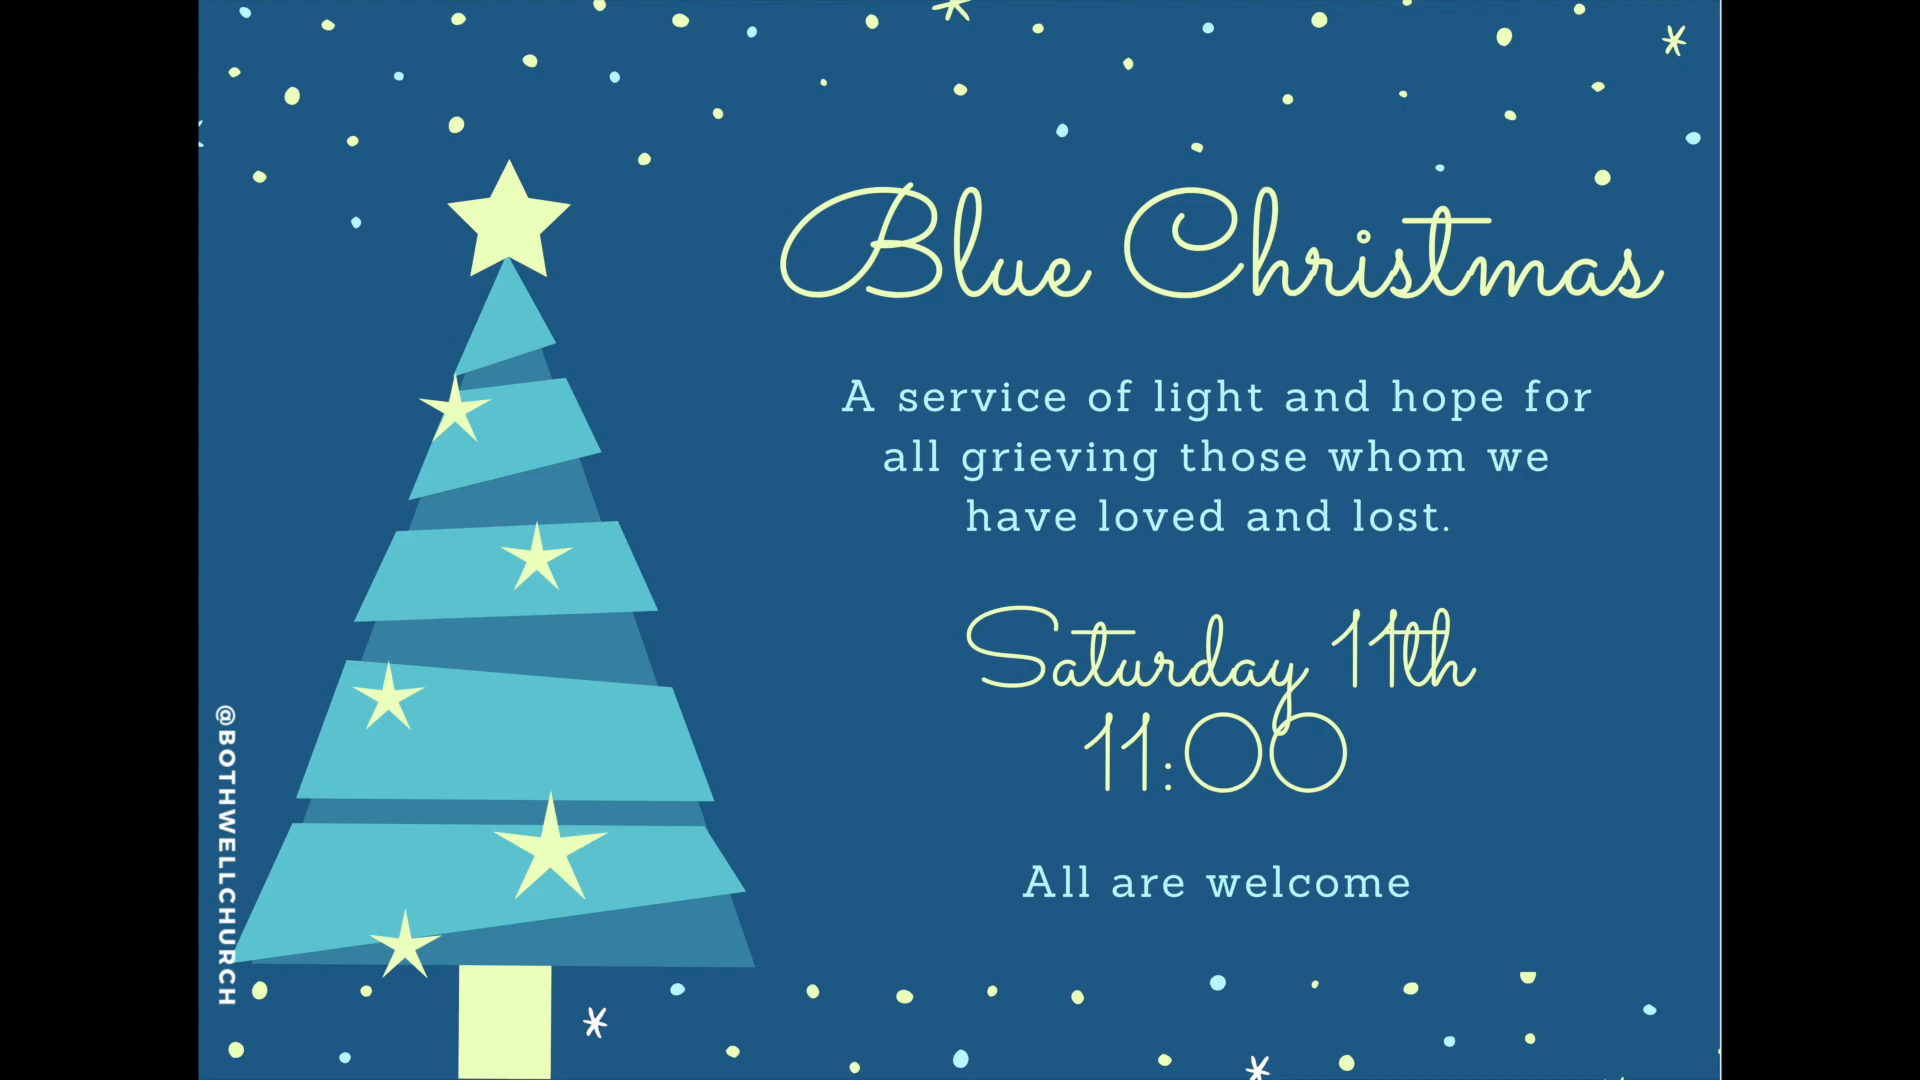 Blue Christmas
A service of light and hope for
all grieving those whom we
have loved and lost.
Saturday 11th
11:00
All are welcome
@BOTHWELLCHURCH